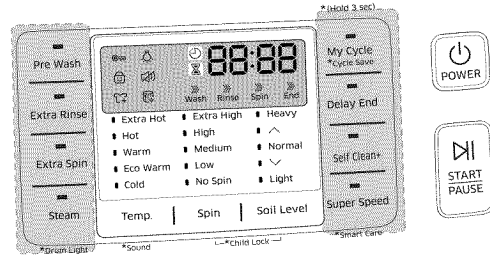 *(Hold 3 sec)
Pre Wash
Extra Rinse
Extra Spin
Steam
*Drum Light
88:88
Wash Rinse Spin End
Extra Hot Extra High Heavy
Hot High
Warm Medium Normal
Eco Warm Low
Cold No Spin Light
Temp. Spin Soil Level
*Sound
*Child Lock
My Cycle
*Cycle Save
Delay End
Self Clean+
Super Speed
*Smart Care
POWER
START
PAUSE